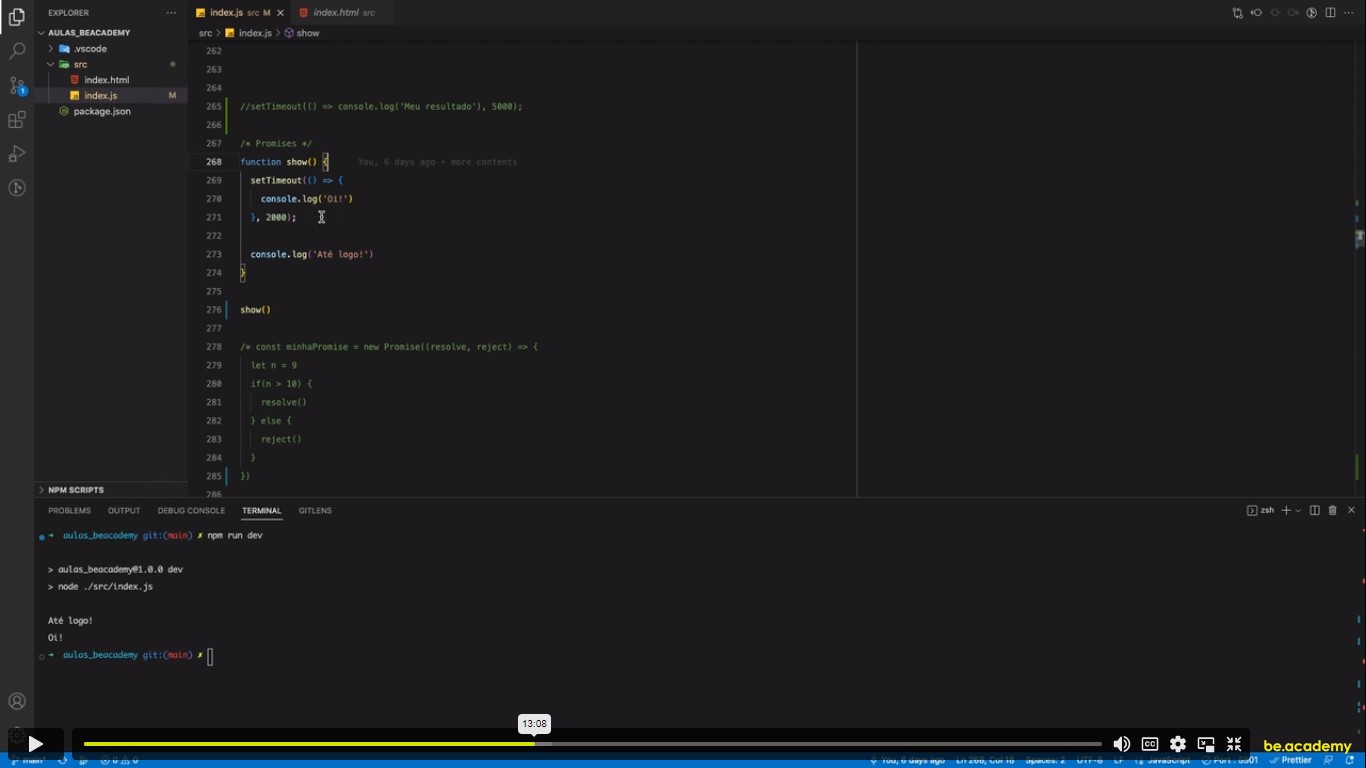 EXPLORER
index.js src M
index.html src
AULAS_BEACADEMY
src > index.js > show
.vscode
src
index.html
index.js M
package.json
1
262
263
264
265 //setTimeout(() => console.log('Meu resultado'), 5000);
266
267 /* Promises */
268 function show() { You, 6 days ago • more contents
269 setTimeout(() => {
270 console.log('Oi!')
271 }, 2000);
272
273 console.log('Até logo!')
274 }
275
276 show()
277
278 /* const minhaPromise = new Promise((resolve, reject) => {
279 let n = 9
280 if(n > 10) {
281 resolve()
282 } else {
283 reject()
284 }
285 })
286
NPM SCRIPTS
PROBLEMS OUTPUT DEBUG CONSOLE TERMINAL GITLENS
zsh
→ aulas_beacademy git:(main) ✗ npm run dev
> aulas_beacademy@1.0.0 dev
> node ./src/index.js
Até logo!
Oi!
→ aulas_beacademy git:(main) ✗
13:08
be.academy
main* 0 0 You, 6 days ago Ln 268, Col 18 Spaces: 2 UTF-8 LF JavaScript Port : 5501 Prettier